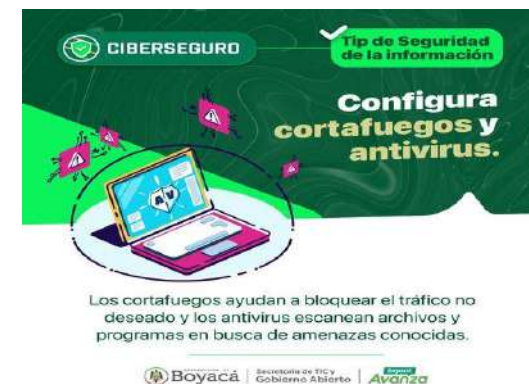 CIBERSEGURO
Tip de Seguridad
de la información
Configura
cortafuegos y
antivirus.
AV
Los cortafuegos ayudan a bloquear el tráfico no
deseado y los antivirus escanean archivos y
programas en busca de amenazas conocidas.
Boyacá
Secretaría de TIC y
Gobierno Abierto
Avanza